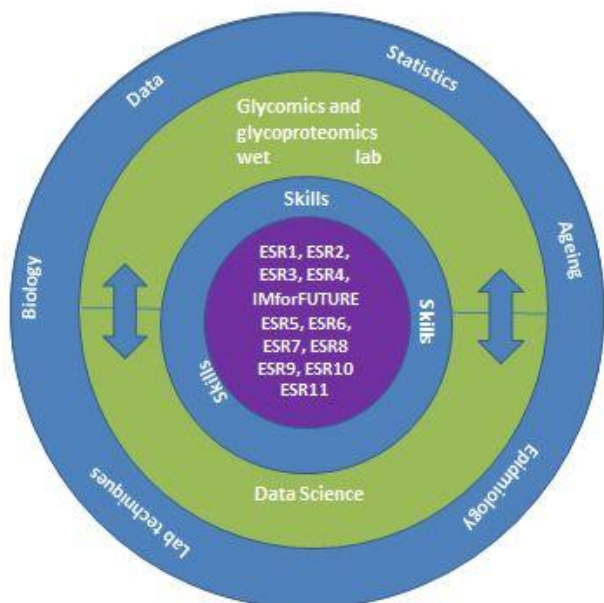 Data
Statistics
Glycomics and
glycoproteomics
wet lab
Skills
Biology
Ageing
ESR1, ESR2,
ESR3, ESR4,
IMforFUTURE
ESR5, ESR6,
ESR7, ESR8
ESR9, ESR10
ESR11
Skills
Skills
Data Science
Lab techniques
Epidmiology